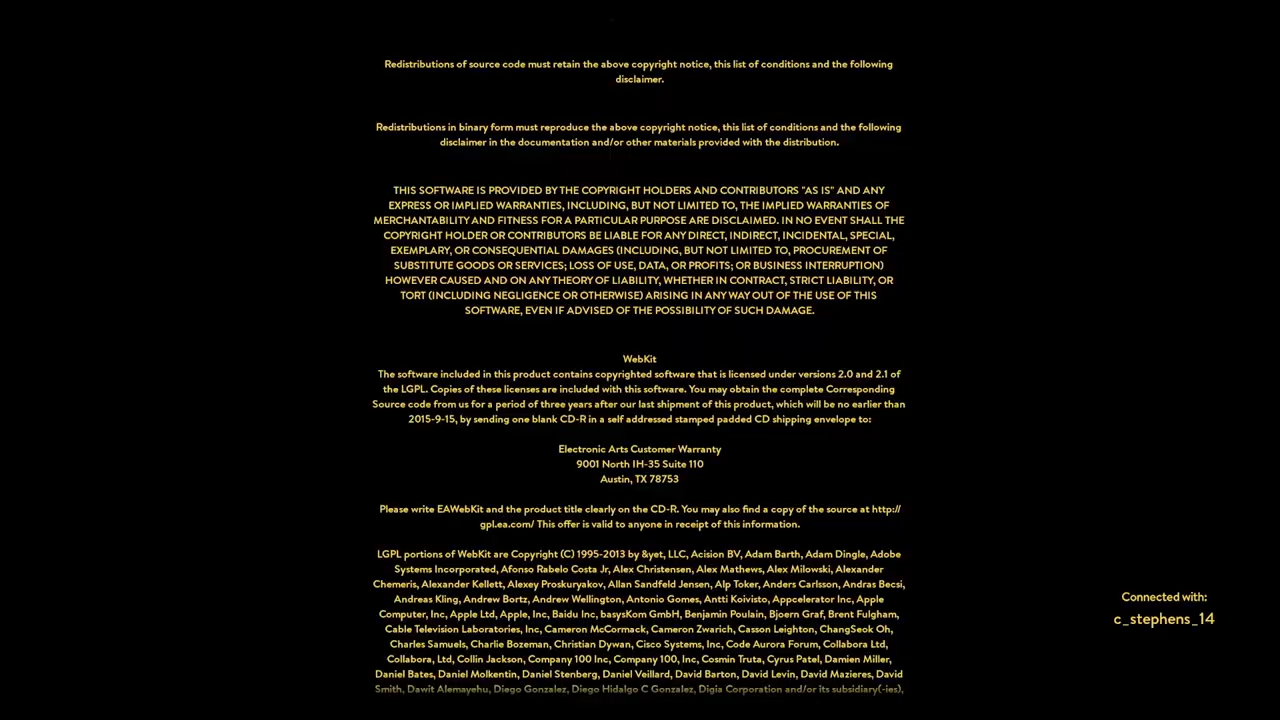 Redistributions of source code must retain the above copyright notice, this list of conditions and the following
disclaimer.
Redistributions in binary form must reproduce the above copyright notice, this list of conditions and the following
disclaimer in the documentation and/or other materials provided with the distribution.
THIS SOFTWARE IS PROVIDED BY THE COPYRIGHT HOLDERS AND CONTRIBUTORS "AS IS" AND ANY
EXPRESS OR IMPLIED WARRANTIES, INCLUDING, BUT NOT LIMITED TO, THE IMPLIED WARRANTIES OF
MERCHANTABILITY AND FITNESS FOR A PARTICULAR PURPOSE ARE DISCLAIMED. IN NO EVENT SHALL THE
COPYRIGHT HOLDER OR CONTRIBUTORS BE LIABLE FOR ANY DIRECT, INDIRECT, INCIDENTAL, SPECIAL,
EXEMPLARY, OR CONSEQUENTIAL DAMAGES (INCLUDING, BUT NOT LIMITED TO, PROCUREMENT OF
SUBSTITUTE GOODS OR SERVICES; LOSS OF USE, DATA, OR PROFITS; OR BUSINESS INTERRUPTION)
HOWEVER CAUSED AND ON ANY THEORY OF LIABILITY, WHETHER IN CONTRACT, STRICT LIABILITY, OR
TORT (INCLUDING NEGLIGENCE OR OTHERWISE) ARISING IN ANY WAY OUT OF THE USE OF THIS
SOFTWARE, EVEN IF ADVISED OF THE POSSIBILITY OF SUCH DAMAGE.
WebKit
The software included in this product contains copyrighted software that is licensed under versions 2.0 and 2.1 of
the LGPL. Copies of these licenses are included with this software. You may obtain the complete Corresponding
Source code from us for a period of three years after our last shipment of this product, which will be no earlier than
2015-9-15, by sending one blank CD-R in a self addressed stamped padded CD shipping envelope to:
Electronic Arts Customer Warranty
9001 North IH-35 Suite 110
Austin, TX 78753
Please write EAWebKit and the product title clearly on the CD-R. You may also find a copy of the source at http://
gpl.ea.com/ This offer is valid to anyone in receipt of this information.
LGPL portions of WebKit are Copyright (C) 1995-2013 by &yet, LLC, Acision BV, Adam Barth, Adam Dingle, Adobe
Systems Incorporated, Afonso Rabelo Costa Jr, Alex Christensen, Alex Mathews, Alex Milowski, Alexander
Chemeris, Alexander Kellett, Alexey Proskuryakov, Allan Sandfeld Jensen, Alp Toker, Anders Carlsson, Andras Becsi,
Andreas Kling, Andrew Bortz, Andrew Wellington, Antonio Gomes, Antti Koivisto, Appcelerator Inc, Apple
Computer, Inc, Apple Ltd, Apple, Inc, Baidu Inc, basysKom GmbH, Benjamin Poulain, Bjoern Graf, Brent Fulgham,
Cable Television Laboratories, Inc, Cameron McCormack, Cameron Zwarich, Casson Leighton, ChangSeok Oh,
Charles Samuels, Charlie Bozeman, Christian Dywan, Cisco Systems, Inc, Code Aurora Forum, Collabora Ltd,
Collabora, Ltd, Collin Jackson, Company 100 Inc, Company 100, Inc, Cosmin Truta, Cyrus Patel, Damien Miller,
Daniel Bates, Daniel Molkentin, Daniel Stenberg, Daniel Veillard, David Barton, David Levin, David Mazieres, David
Smith, Dawit Alemayehu, Diego Gonzalez, Diego Hidalgo C Gonzalez, Digia Corporation and/or its subsidiary(-ies),
Connected with:
c_stephens_14